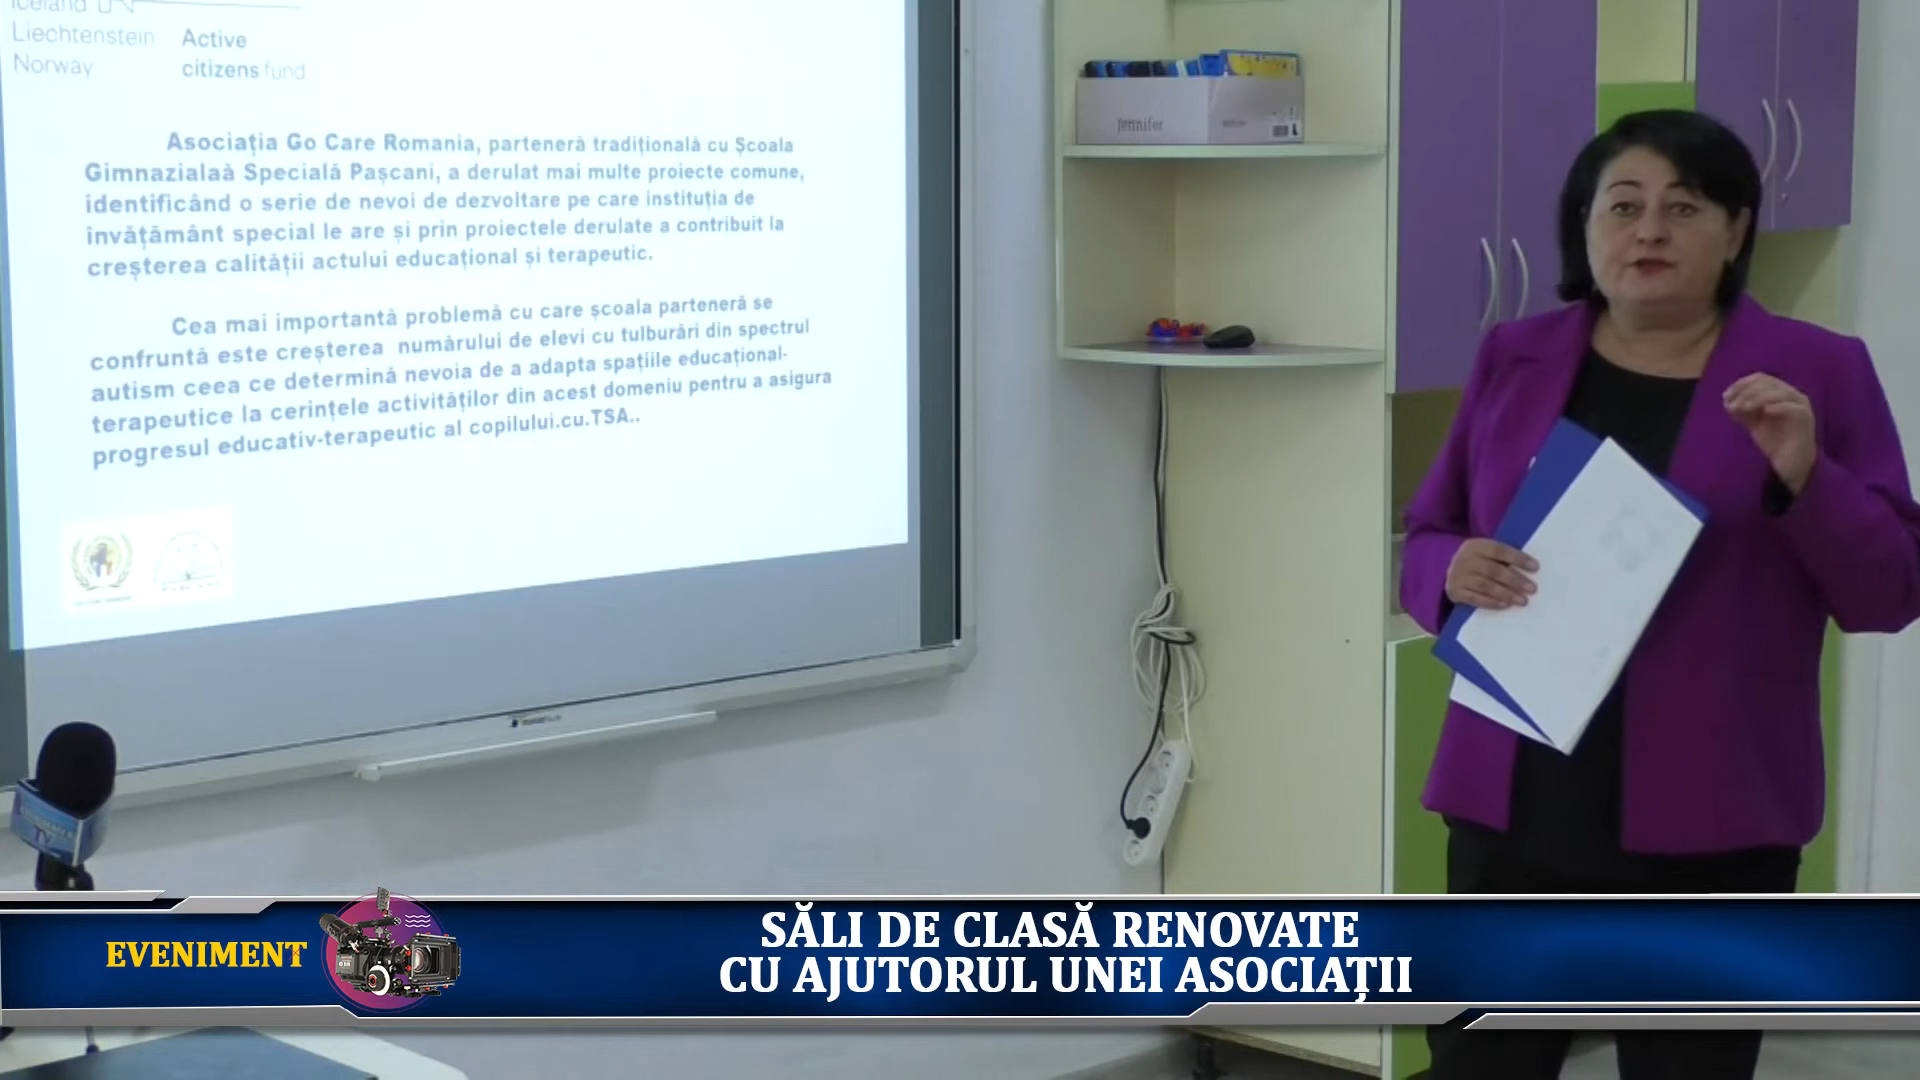 Iceland
Liechtenstein
Norway
Active
citizens fund
Asociația Go Care Romania, parteneră tradițională cu Școala
Gimnazialaă Specială Pașcani, a derulat mai multe proiecte comune,
identificând o serie de nevoi de dezvoltare pe care instituția de
învățământ special le are și prin proiectele derulate a contribuit la
creșterea calității actului educațional și terapeutic.
Cea mai importantă problemă cu care școala parteneră se
confruntă este creșterea numărului de elevi cu tulburări din spectrul
autism ceea ce determină nevoia de a adapta spațiile educațional-
terapeutice la cerințele activităților din acest domeniu pentru a asigura
progresul educativ-terapeutic al copilului.cu.TSA..
jennifer
TV
EVENIMENT
SĂLI DE CLASĂ RENOVATE
CU AJUTORUL UNEI ASOCIAȚII